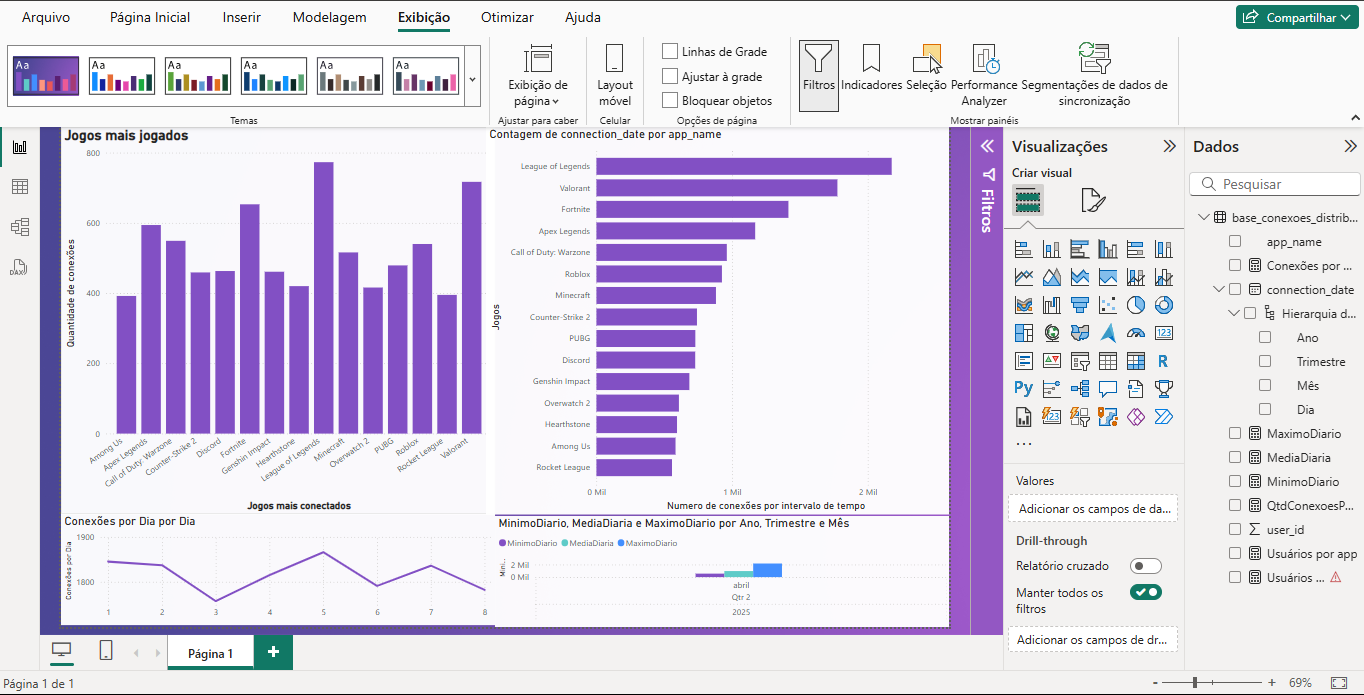 Arquivo
Página Inicial
Inserir
Modelagem
Exibição
Otimizar
Ajuda
Compartilhar
Aa
Aa
Aa
Aa
Aa
Aa
Temas
Exibição de
página
Ajustar para caber
Layout
móvel
Celular
Linhas de Grade
Ajustar à grade
Bloquear objetos
Opções de página
Filtros
Indicadores
Seleção
Performance
Analyzer
Segmentações de dados de
sincronização
Mostrar painéis
Jogos mais jogados
Quantidade de conexões
800
600
400
200
0
Among Us
Apex Legends
Call of Duty: Warzone
Counter-Strike 2
Discord
Fortnite
Genshin Impact
Hearthstone
League of Legends
Minecraft
Overwatch 2
PUBG
Roblox
Rocket League
Valorant
Jogos mais conectados
Contagem de connection_date por app_name
Jogos
League of Legends
Valorant
Fortnite
Apex Legends
Call of Duty: Warzone
Roblox
Minecraft
Counter-Strike 2
PUBG
Discord
Genshin Impact
Overwatch 2
Hearthstone
Among Us
Rocket League
0 Mil
1 Mil
2 Mil
Numero de conexões por intervalo de tempo
Conexões por Dia por Dia
Conexões por Dia
1900
1800
1
2
3
4
5
6
7
8
MinimoDiario, MediaDiaria e MaximoDiario por Ano, Trimestre e Mês
MinimoDiario
MediaDiaria
MaximoDiario
Mini...
2 Mil
0 Mil
abril
Qtr 2
2025
Filtros
Visualizações
Criar visual
123
R
Py
123
...
Valores
Adicionar os campos de da...
Drill-through
Relatório cruzado
Manter todos os
filtros
Adicionar os campos de dr...
Dados
Pesquisar
base_conexoes_distrib...
app_name
Conexões por ...
connection_date
Hierarquia d...
Ano
Trimestre
Mês
Dia
MaximoDiario
MediaDiaria
MinimoDiario
QtdConexoesP...
user_id
Usuários por app
Usuários ...
DAX
Página 1
Página 1 de 1
69%